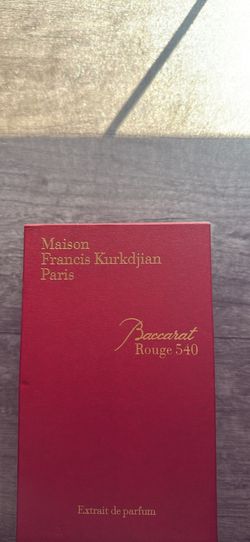 Maison
Francis Kurkdjian
Paris
Baccarat
Rouge 540
Extrait de parfum